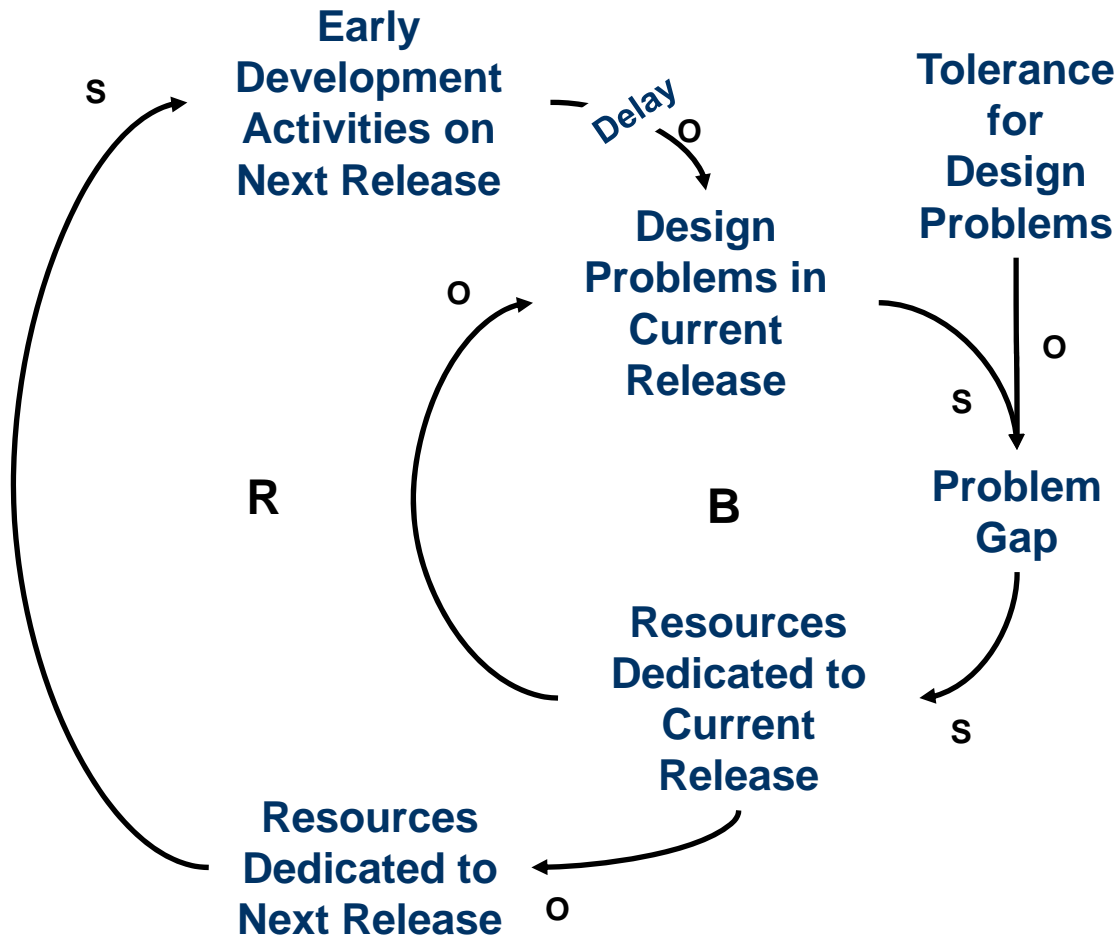 Early
Development
Activities on
Next Release
S
Delay
O
Tolerance
for
Design
Problems
Design
Problems in
Current
Release
O
O
S
R
B
Problem
Gap
Resources
Dedicated to
Current
Release
S
Resources
Dedicated to
Next Release
O